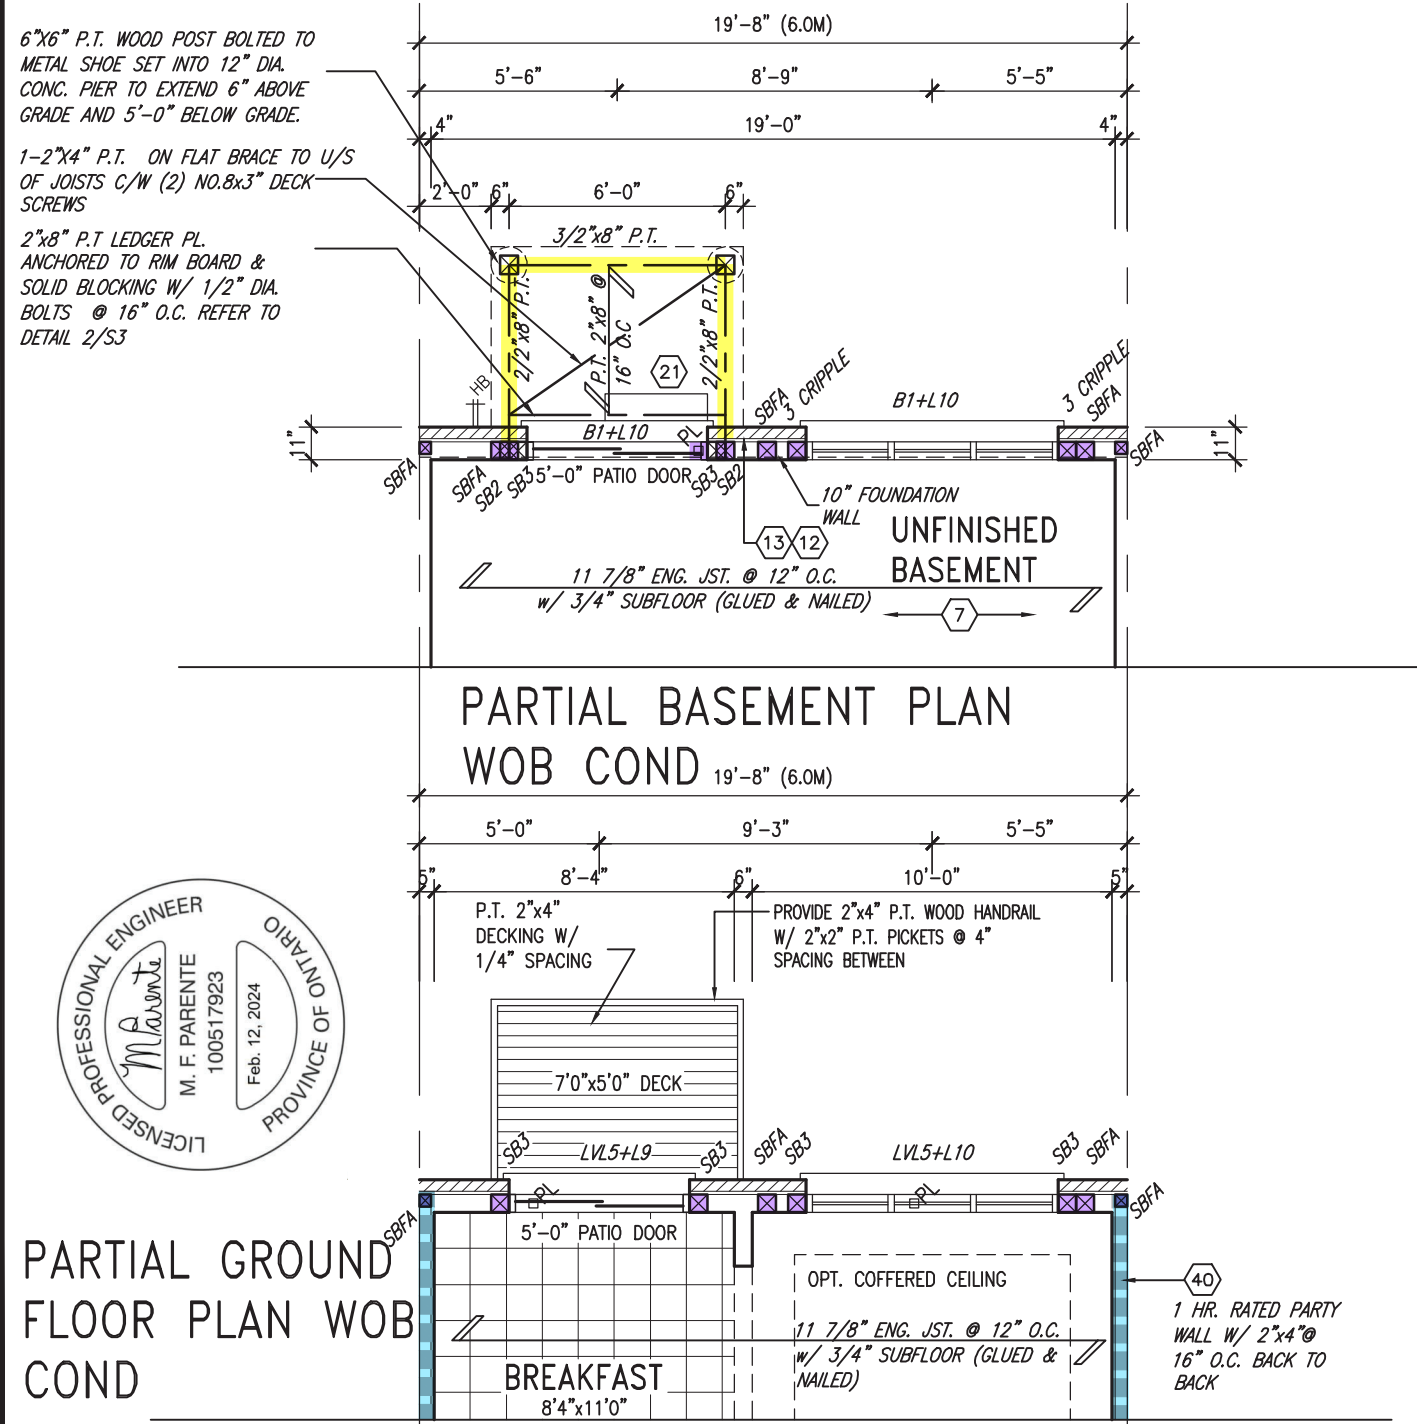 19'-8" (6.0M)
5'-6"
8'-9"
5'-5"
4"
19'-0"
4"
6"X6" P.T. WOOD POST BOLTED TO
METAL SHOE SET INTO 12" DIA.
CONC. PIER TO EXTEND 6" ABOVE
GRADE AND 5'-0" BELOW GRADE.
1-2"X4" P.T. ON FLAT BRACE TO U/S
OF JOISTS C/W (2) NO.8x3" DECK
SCREWS
2"x8" P.T LEDGER PL.
ANCHORED TO RIM BOARD &
SOLID BLOCKING W/ 1/2" DIA.
BOLTS @ 16" O.C. REFER TO
DETAIL 2/S3
2'-0"
6"
6'-0"
6"
3/2"x8" P.T.
2/2"x8" P.T.
P.T. 2"x8" @
16" O.C
2/2"x8" P.T.
21
HB
SBFA
3 CRIPPLE
B1+L10
3 CRIPPLE
SBFA
11"
B1+L10
PL
11"
SBFA
SBFA
SB2
SB3
5'-0" PATIO DOOR
SB3
SB2
SBFA
10" FOUNDATION
WALL
13
12
UNFINISHED
BASEMENT
11 7/8" ENG. JST. @ 12" O.C.
w/ 3/4" SUBFLOOR (GLUED & NAILED)
7
PARTIAL BASEMENT PLAN
WOB COND
19'-8" (6.0M)
5'-0"
9'-3"
5'-5"
5"
8'-4"
6"
10'-0"
5"
P.T. 2"x4"
DECKING W/
1/4" SPACING
PROVIDE 2"x4" P.T. WOOD HANDRAIL
W/ 2"x2" P.T. PICKETS @ 4"
SPACING BETWEEN
LICENSED PROFESSIONAL ENGINEER
M Parente
M. F. PARENTE
100517923
Feb. 12, 2024
PROVINCE OF ONTARIO
7'0"x5'0" DECK
SB3
LVL5+L9
SB3
SBFA
SB3
LVL5+L10
SB3
SBFA
PL
PL
SBFA
SBFA
5'-0" PATIO DOOR
PARTIAL GROUND
FLOOR PLAN WOB
COND
OPT. COFFERED CEILING
11 7/8" ENG. JST. @ 12" O.C.
w/ 3/4" SUBFLOOR (GLUED &
NAILED)
BREAKFAST
8'4"x11'0"
40
1 HR. RATED PARTY
WALL W/ 2"x4"@
16" O.C. BACK TO
BACK